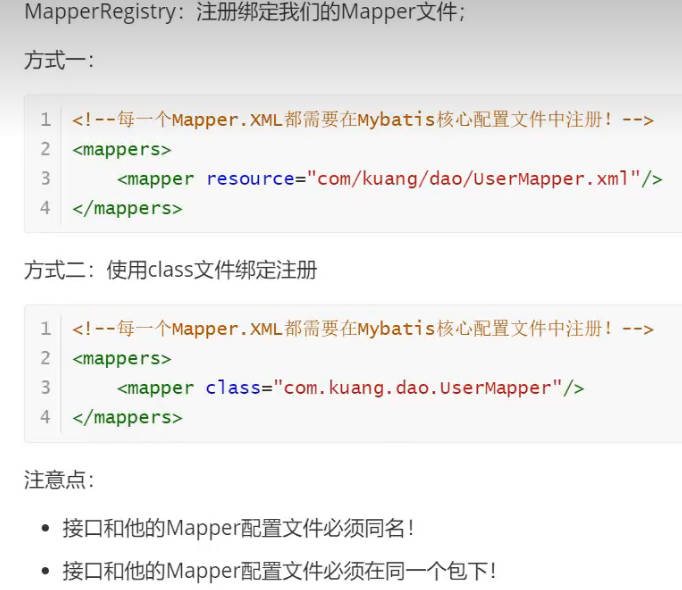 MapperRegistry：注册绑定我们的Mapper文件；
方式一：
1 <!--每一个Mapper.XML都需要在Mybatis核心配置文件中注册！-->
2 <mappers>
3     <mapper resource="com/kuang/dao/UserMapper.xml"/>
4 </mappers>
方式二：使用class文件绑定注册
1 <!--每一个Mapper.XML都需要在Mybatis核心配置文件中注册！-->
2 <mappers>
3     <mapper class="com.kuang.dao.UserMapper"/>
4 </mappers>
注意点：
• 接口和他的Mapper配置文件必须同名！
• 接口和他的Mapper配置文件必须在同一个包下！